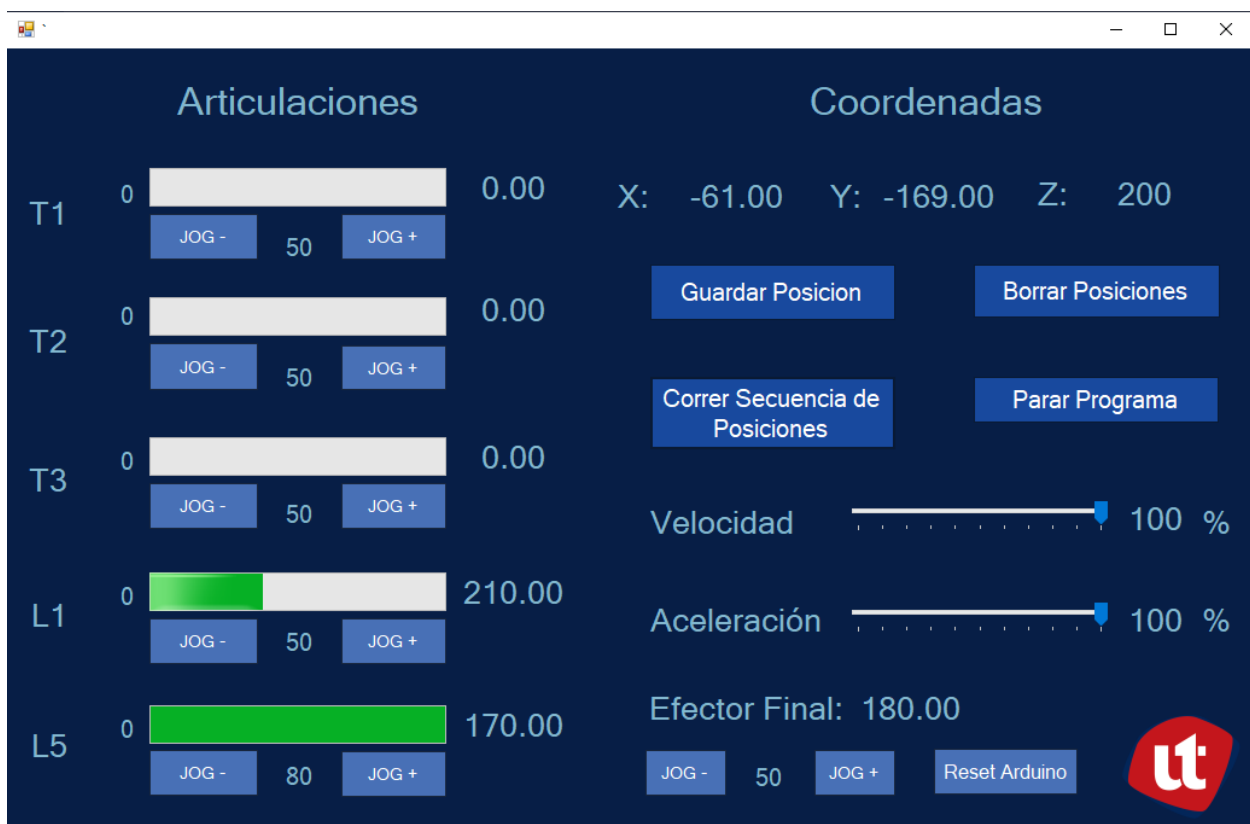 `
Articulaciones
T1
0
0.00
JOG -
50
JOG +
T2
0
0.00
JOG -
50
JOG +
T3
0
0.00
JOG -
50
JOG +
L1
0
210.00
JOG -
50
JOG +
L5
0
170.00
JOG -
80
JOG +
Coordenadas
X: -61.00 Y: -169.00 Z: 200
Guardar Posicion
Borrar Posiciones
Correr Secuencia de
Posiciones
Parar Programa
Velocidad 100 %
Aceleración 100 %
Efector Final: 180.00
JOG -
50
JOG +
Reset Arduino
ut